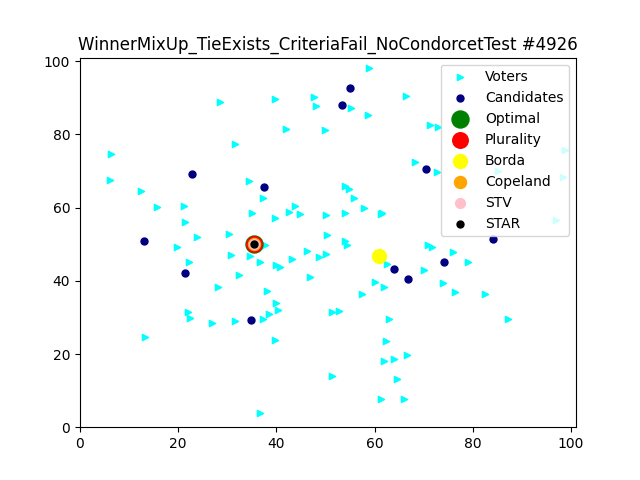 WinnerMixUp_TieExists_CriteriaFail_NoCondorcetTest #4926
100
80
60
40
20
0
0 20 40 60 80 100
Voters
Candidates
Optimal
Plurality
Borda
Copeland
STV
STAR